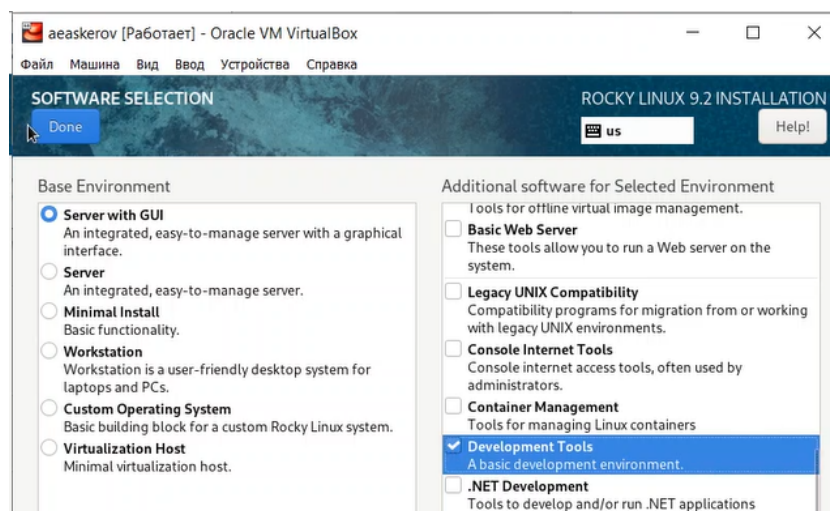 aeaskerov [Работает] - Oracle VM VirtualBox
Файл Машина Вид Ввод Устройства Справка
SOFTWARE SELECTION
ROCKY LINUX 9.2 INSTALLATION
Done
us
Help!
Base Environment
Server with GUI
An integrated, easy-to-manage server with a graphical
interface.
Server
An integrated, easy-to-manage server.
Minimal Install
Basic functionality.
Workstation
Workstation is a user-friendly desktop system for
laptops and PCs.
Custom Operating System
Basic building block for a custom Rocky Linux system.
Virtualization Host
Minimal virtualization host.
Additional software for Selected Environment
Tools for offline virtual image management.
Basic Web Server
These tools allow you to run a Web server on the
system.
Legacy UNIX Compatibility
Compatibility programs for migration from or working
with legacy UNIX environments.
Console Internet Tools
Console internet access tools, often used by
administrators.
Container Management
Tools for managing Linux containers
Development Tools
A basic development environment.
.NET Development
Tools to develop and/or run .NET applications